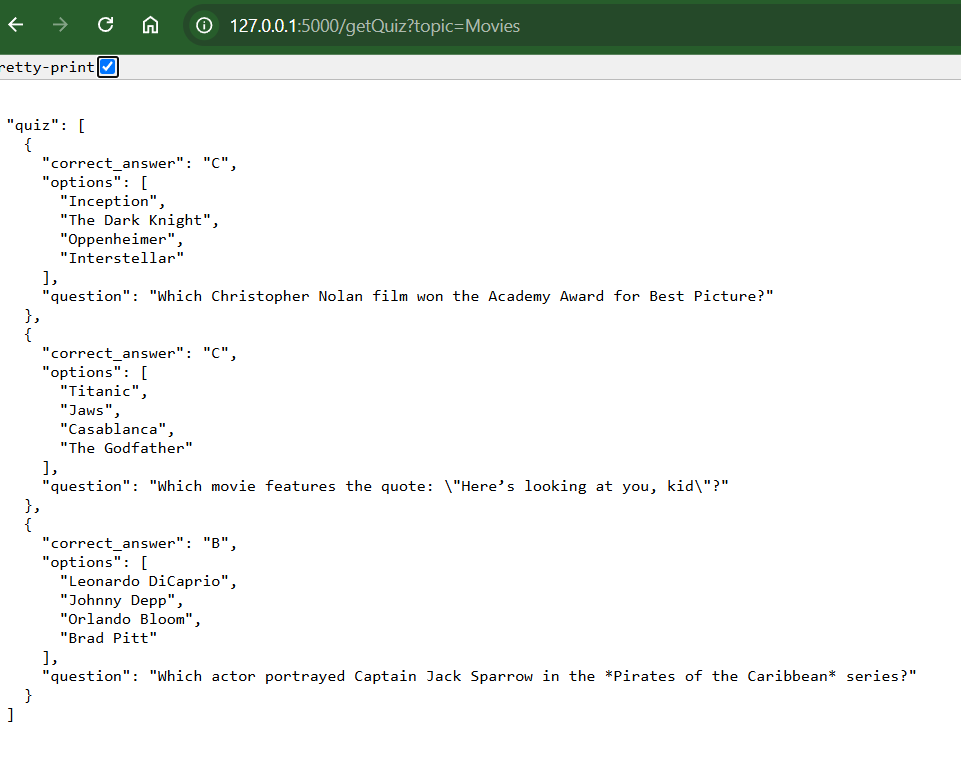 127.0.0.1:5000/getQuiz?topic=Movies
retty-print
"quiz": [
{
"correct_answer": "C",
"options": [
"Inception",
"The Dark Knight",
"Oppenheimer",
"Interstellar"
],
"question": "Which Christopher Nolan film won the Academy Award for Best Picture?"
},
{
"correct_answer": "C",
"options": [
"Titanic",
"Jaws",
"Casablanca",
"The Godfather"
],
"question": "Which movie features the quote: \"Here’s looking at you, kid\"?"
},
{
"correct_answer": "B",
"options": [
"Leonardo DiCaprio",
"Johnny Depp",
"Orlando Bloom",
"Brad Pitt"
],
"question": "Which actor portrayed Captain Jack Sparrow in the *Pirates of the Caribbean* series?"
}
]